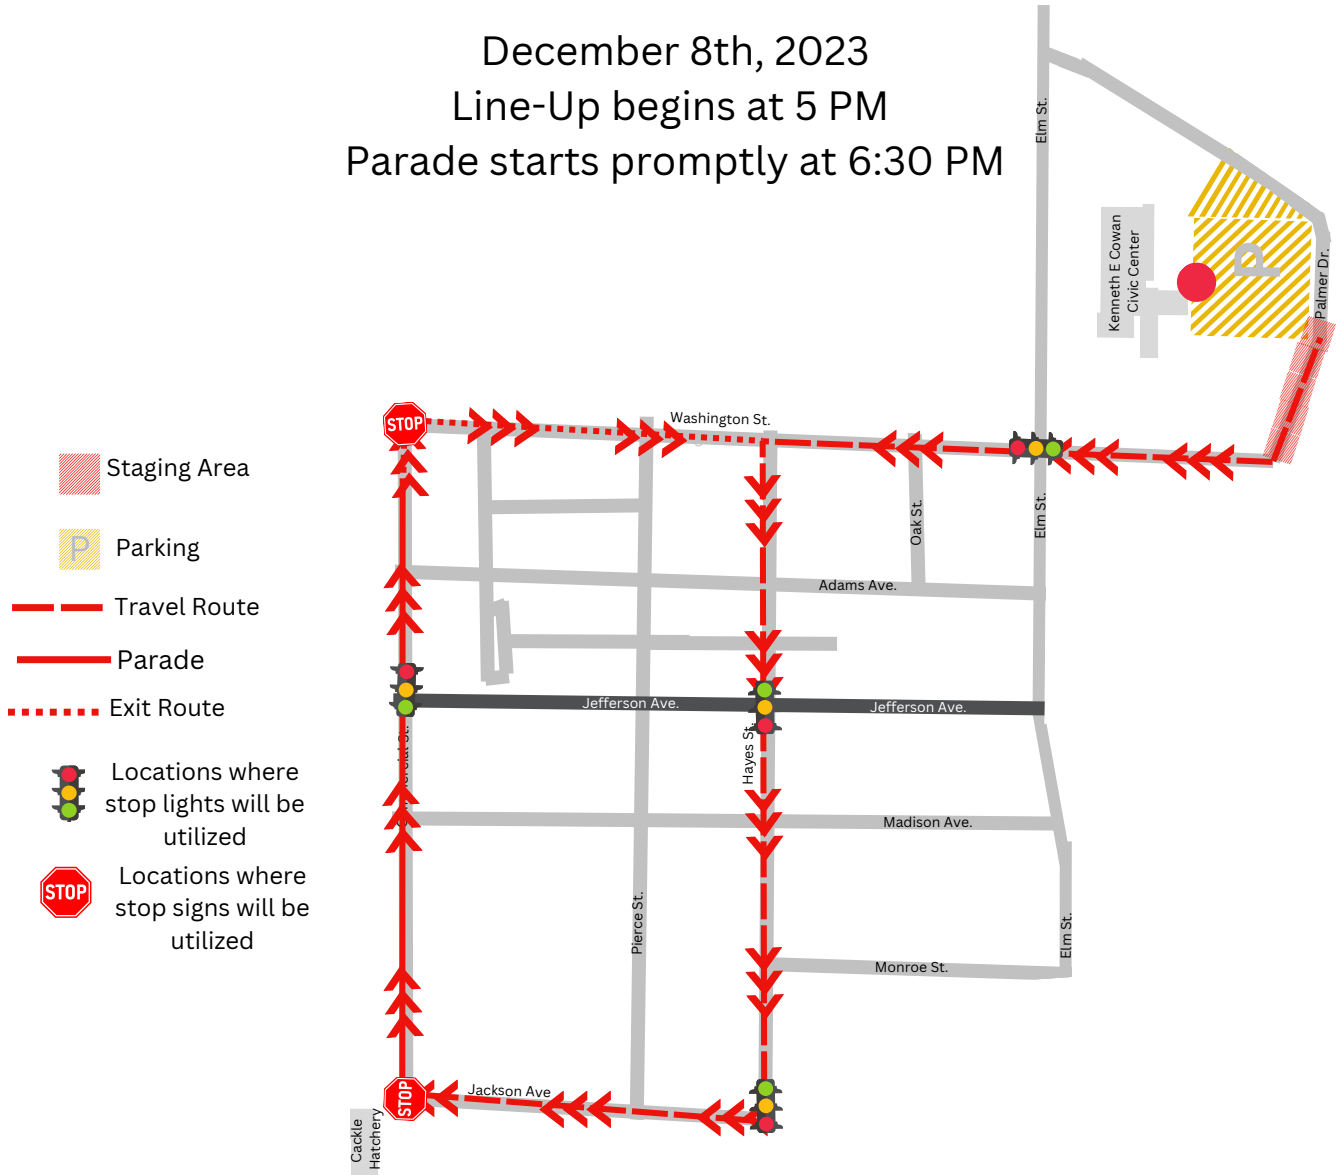 December 8th, 2023
Line-Up begins at 5 PM
Parade starts promptly at 6:30 PM
Elm St.
Kenneth E Cowan
Civic Center
P
Palmer Dr.
STOP
Washington St.
Staging Area
Elm St.
Oak St.
P
Parking
Adams Ave.
Travel Route
Parade
Exit Route
Jefferson Ave.
Jefferson Ave.
Hayes St.
Locations where
stop lights will be
utilized
Madison Ave.
STOP
Locations where
stop signs will be
utilized
Pierce St.
Elm St.
Monroe St.
STOP
Jackson Ave
Cackle
Hatchery